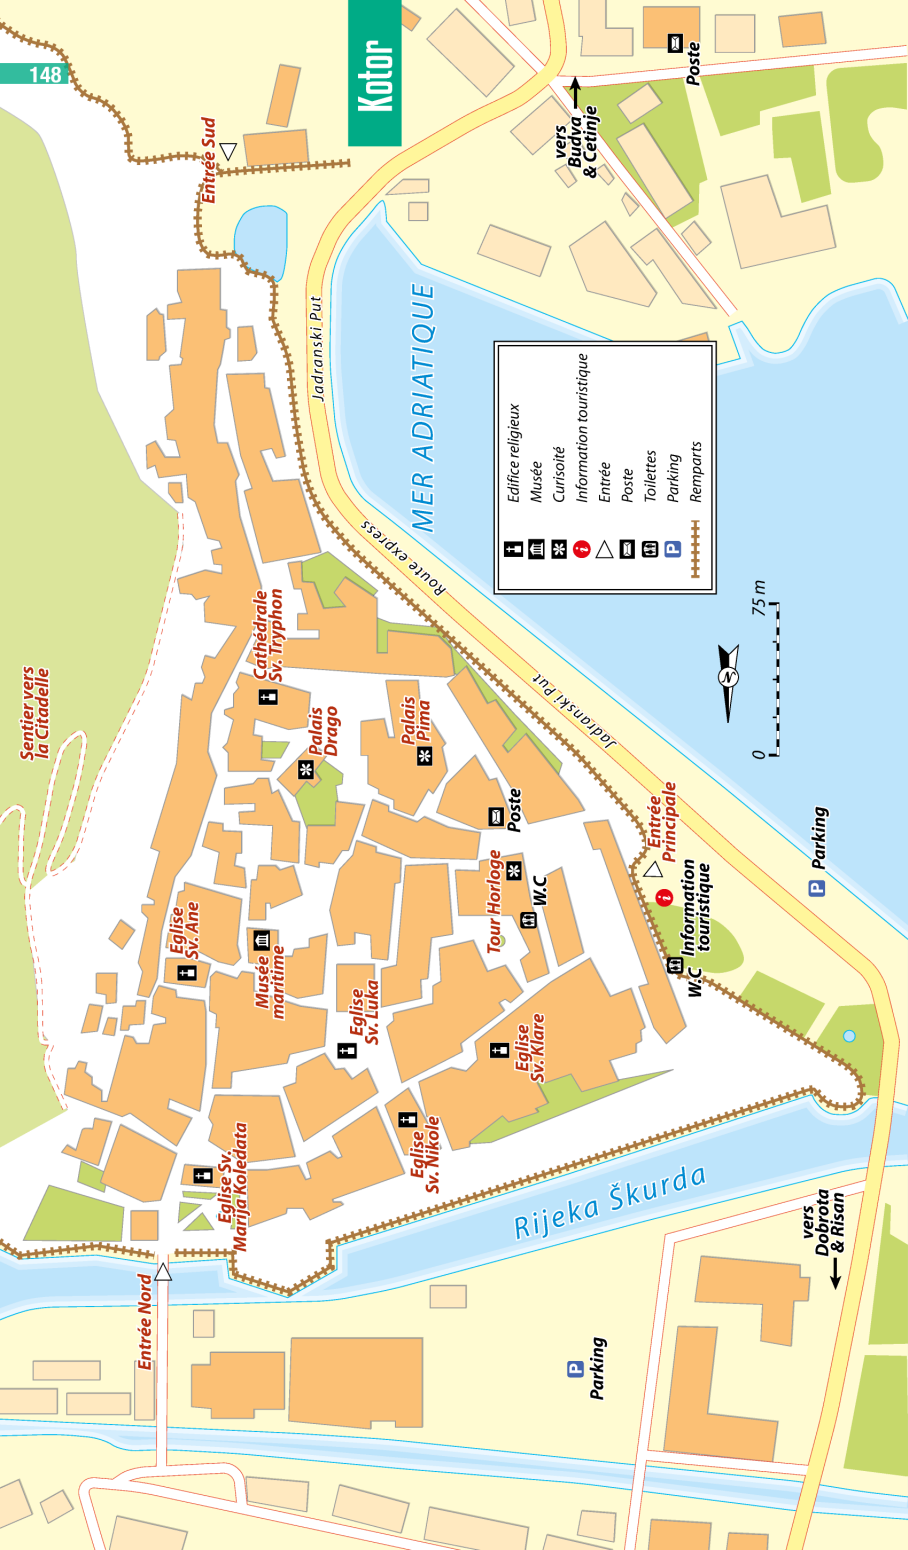 148
Kotor
Entrée Sud
vers
Budva
& Cetinje
Poste
Jadranski Put
MER ADRIATIQUE
Route express
Edifice religieux
Musée
Curisoité
Information touristique
Entrée
Poste
Toilettes
Parking
Remparts
Sentier vers
la Citadelle
Cathédrale
Sv. Tryphon
Palais
Drago
Palais
Pima
Jadranski Put
N
0
75 m
Poste
Entrée
Principale
Parking
P
Tour Horloge
W.C
Information
touristique
W.C
Eglise
Sv. Ane
Musée
maritime
Eglise
Sv. Luka
Eglise
Sv. Klare
Eglise
Sv. Nikole
Eglise Sv.
Marija Koledata
Rijeka Škurda
vers
Dobrota
& Risan
Entrée Nord
P
Parking